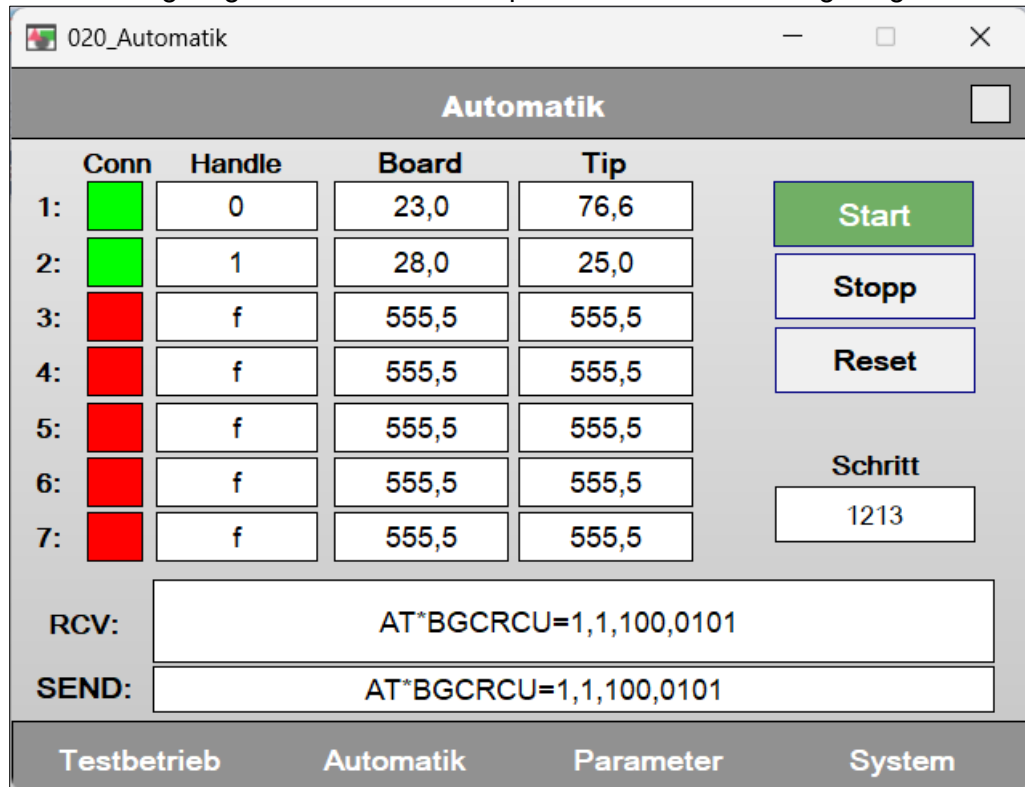 020_Automatik
Automatik
Conn Handle Board Tip
1: 0 23,0 76,6 Start
2: 1 28,0 25,0 Stopp
3: f 555,5 555,5
4: f 555,5 555,5 Reset
5: f 555,5 555,5
6: f 555,5 555,5 Schritt
7: f 555,5 555,5 1213
RCV: AT*BGCRCU=1,1,100,0101
SEND: AT*BGCRCU=1,1,100,0101
Testbetrieb Automatik Parameter System